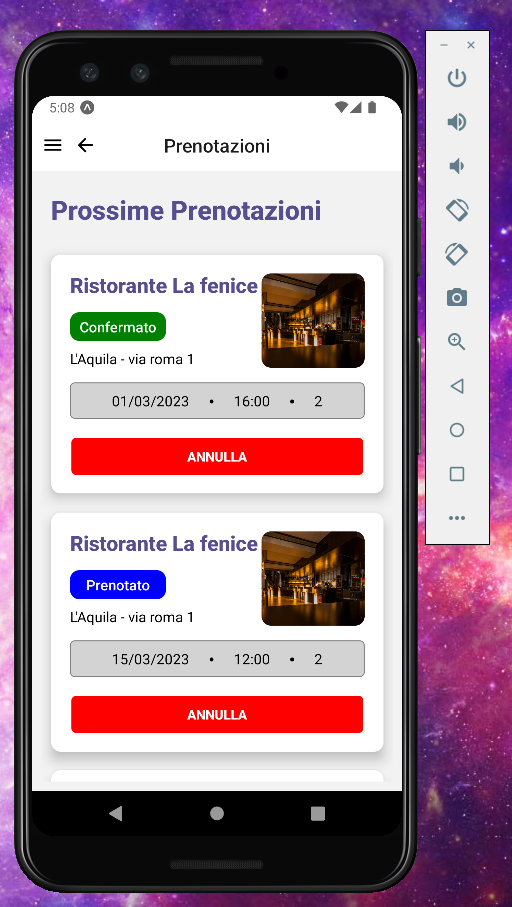 5:08
Prenotazioni
Prossime Prenotazioni
Ristorante La fenice
Confermato
L'Aquila - via roma 1
01/03/2023 • 16:00 • 2
ANNULLA
Ristorante La fenice
Prenotato
L'Aquila - via roma 1
15/03/2023 • 12:00 • 2
ANNULLA